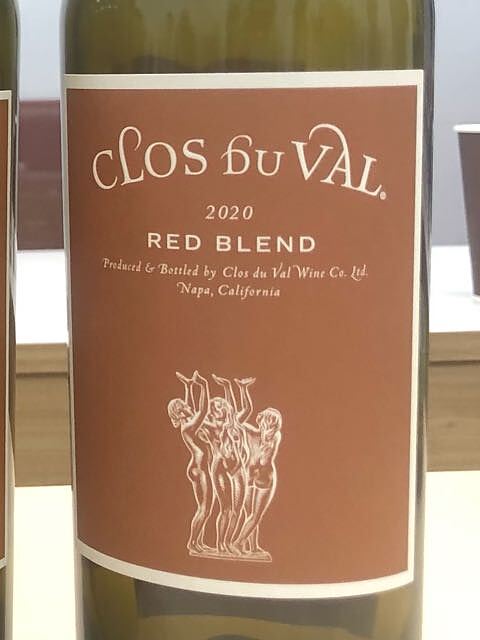 CLOS DU VAL®
2020
RED BLEND
Produced & Bottled by Clos du Val Wine Co. Ltd.
Napa, California